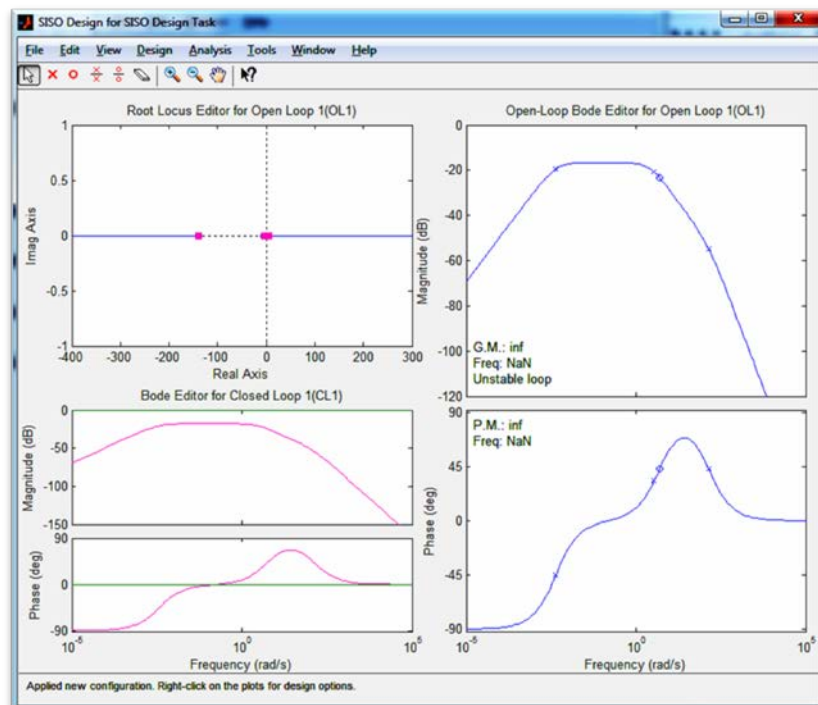 SISO Design for SISO Design Task
File Edit View Design Analysis Tools Window Help
Root Locus Editor for Open Loop 1(OL1)
1
0.5
0
-0.5
-1
Imag Axis
-400 -300 -200 -100 0 100 200 300
Real Axis
Bode Editor for Closed Loop 1(CL1)
0
-50
-100
-150
Magnitude (dB)
90
0
-90
Phase (deg)
10^-5 10^0 10^5
Frequency (rad/s)
Open-Loop Bode Editor for Open Loop 1(OL1)
0
-20
-40
-60
-80
-100
-120
Magnitude (dB)
G.M.: inf
Freq: NaN
Unstable loop
90
45
0
-45
-90
Phase (deg)
P.M.: inf
Freq: NaN
10^-5 10^0 10^5
Frequency (rad/s)
Applied new configuration. Right-click on the plots for design options.